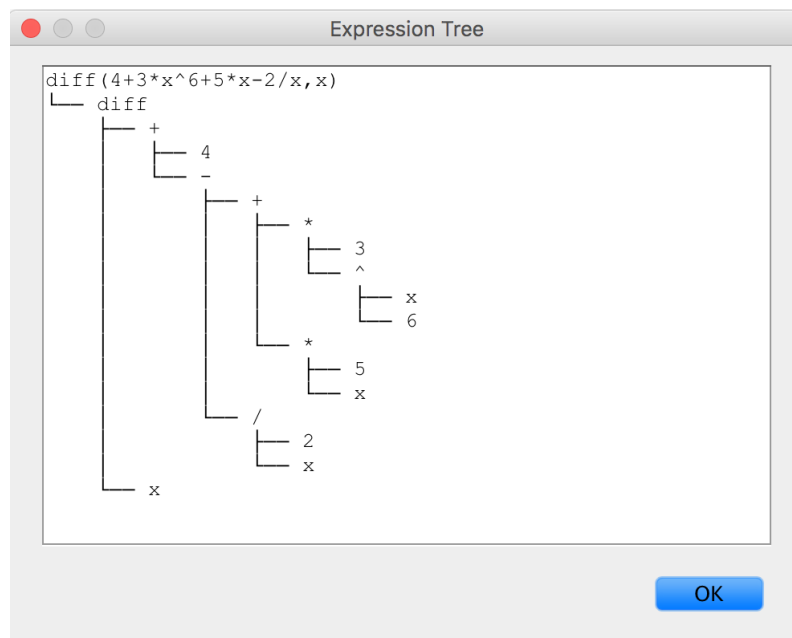 Expression Tree
diff(4+3*x^6+5*x-2/x,x)
└── diff
    ├── +
    │   ├── 4
    │   └── -
    │       ├── +
    │       │   ├── *
    │       │   │   ├── 3
    │       │   │   └── ^
    │       │   │       ├── x
    │       │   │       └── 6
    │       │   └── *
    │       │       ├── 5
    │       │       └── x
    │       └── /
    │           ├── 2
    │           └── x
    └── x
OK